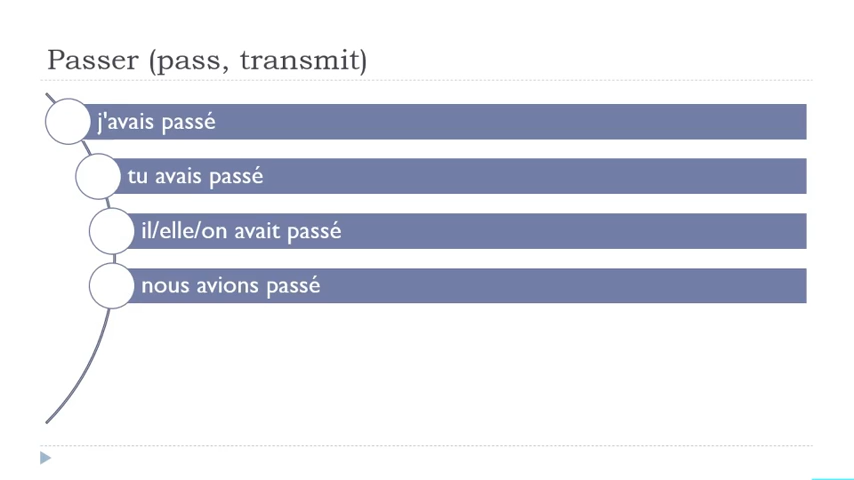 Passer (pass, transmit)
j'avais passé
tu avais passé
il/elle/on avait passé
nous avions passé